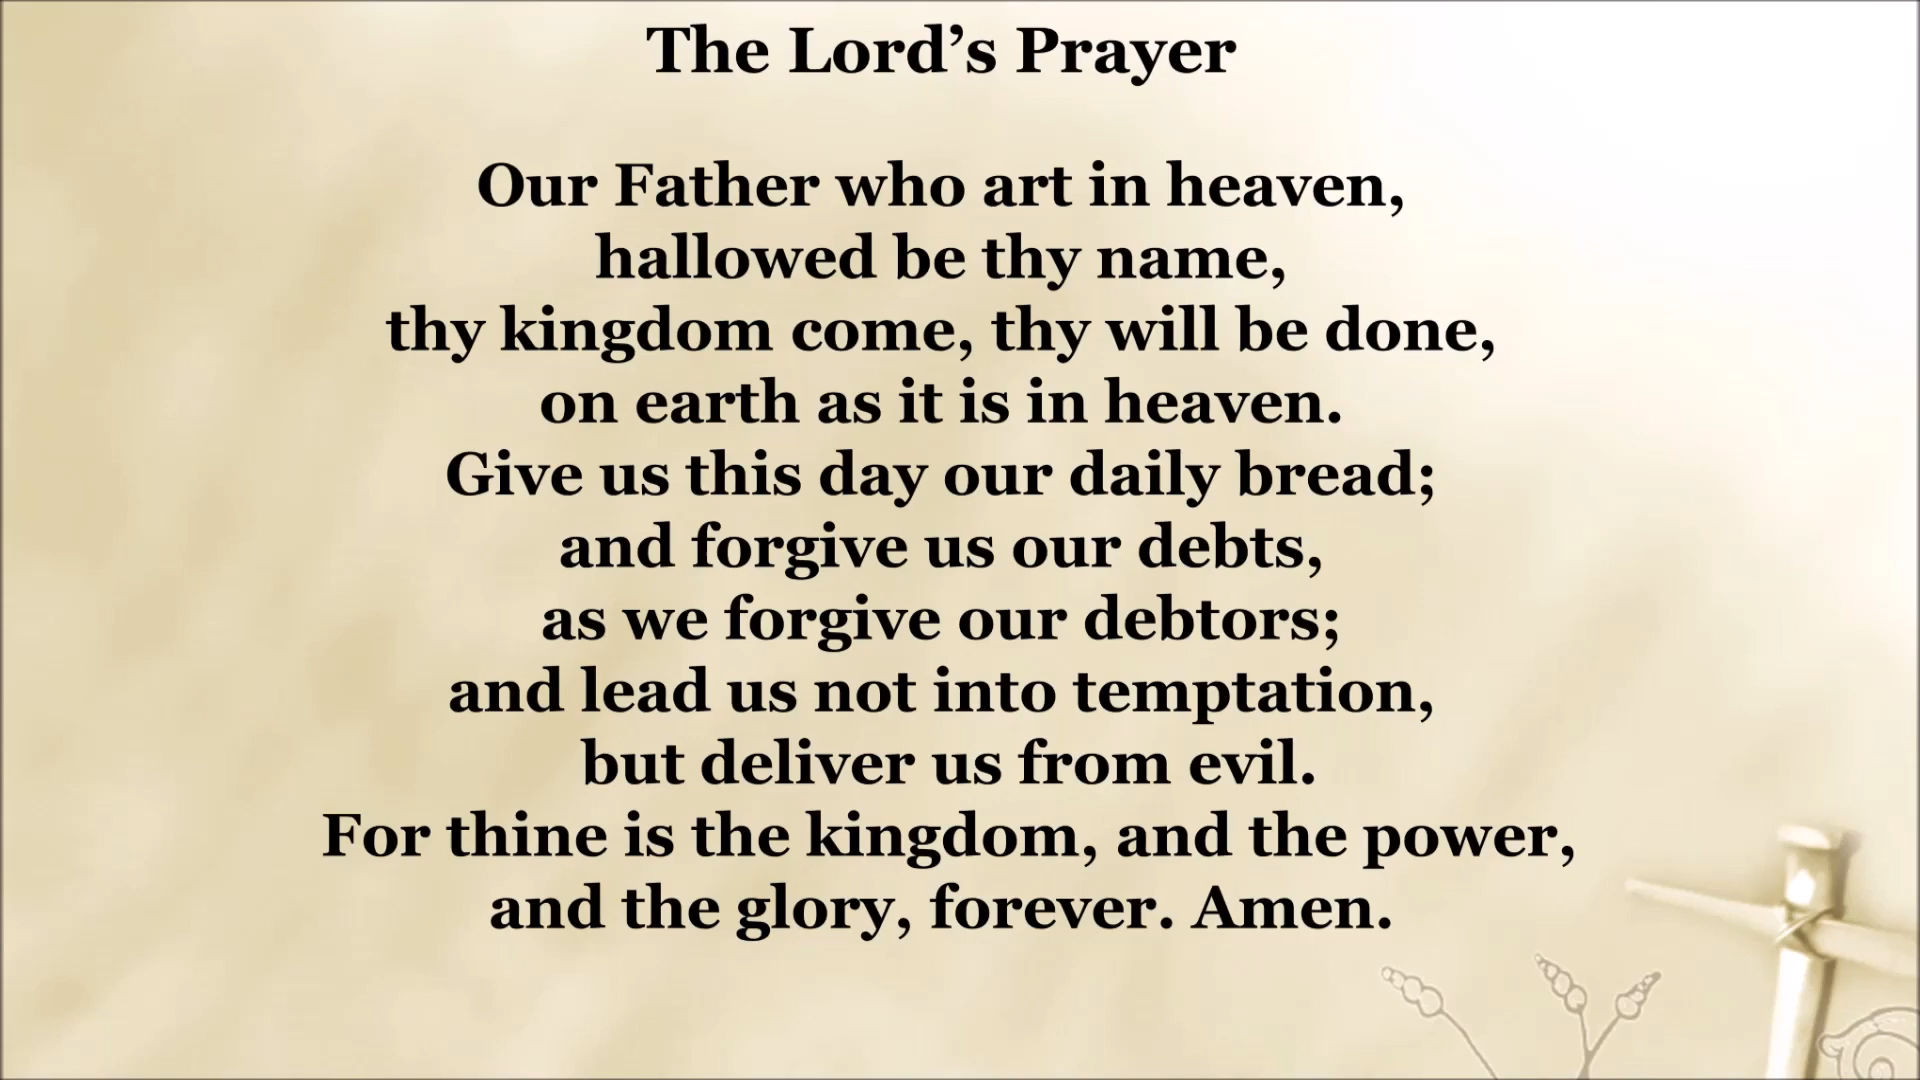 The Lord’s Prayer
Our Father who art in heaven,
hallowed be thy name,
thy kingdom come, thy will be done,
on earth as it is in heaven.
Give us this day our daily bread;
and forgive us our debts,
as we forgive our debtors;
and lead us not into temptation,
but deliver us from evil.
For thine is the kingdom, and the power,
and the glory, forever. Amen.